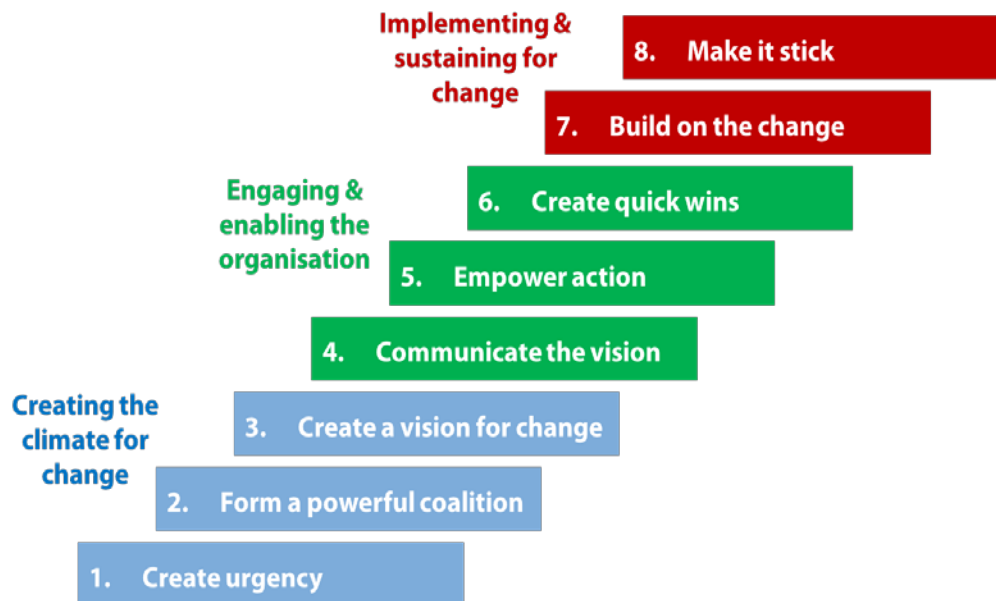 Implementing &
sustaining for
change
8. Make it stick
7. Build on the change
Engaging &
enabling the
organisation
6. Create quick wins
5. Empower action
4. Communicate the vision
Creating the
climate for
change
3. Create a vision for change
2. Form a powerful coalition
1. Create urgency